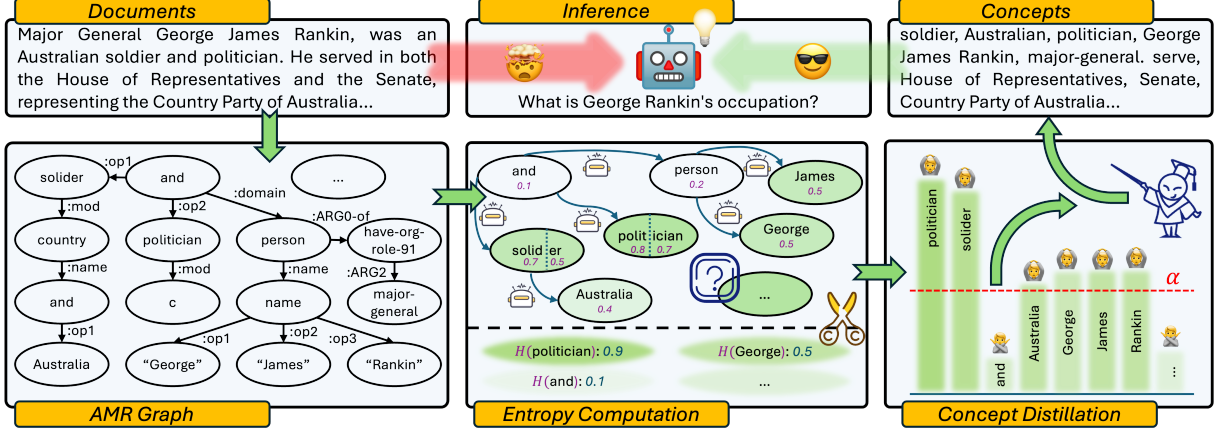 Documents
Major General George James Rankin, was an
Australian soldier and politician. He served in both
the House of Representatives and the Senate,
representing the Country Party of Australia...
Inference
What is George Rankin's occupation?
Concepts
soldier, Australian, politician, George
James Rankin, major-general. serve,
House of Representatives, Senate,
Country Party of Australia...
solider
:op1
and
...
:mod
:op2
:domain
:ARG0-of
country
politician
person
have-org-
role-91
:name
:mod
:name
:ARG2
and
c
name
major-
general
:op1
:op1
:op2
:op3
Australia
“George”
“James”
“Rankin”
AMR Graph
and
0.1
person
0.2
James
0.5
solid er
0.7 0.5
polit ician
0.8 0.7
George
0.5
Australia
0.4
?
...
H(politician): 0.9
H(George): 0.5
H(and): 0.1
...
C C
Entropy Computation
politician
solider
and
Australia
George
James
Rankin
...
α
Concept Distillation